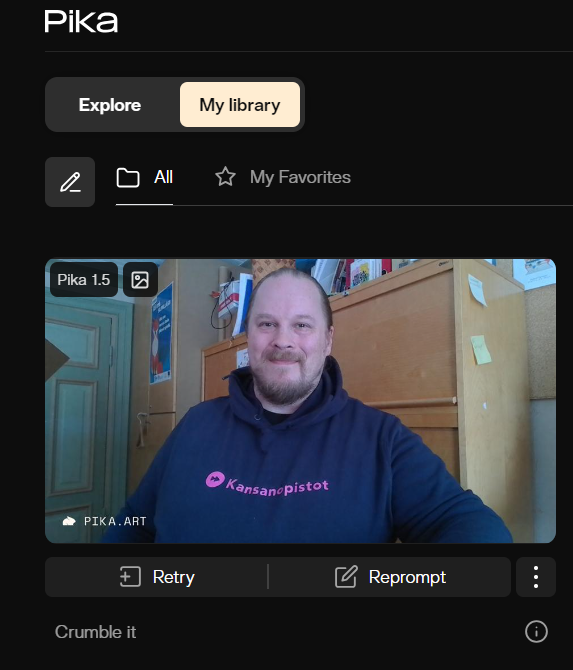 Pika
Explore
My library
All
My Favorites
Pika 1.5
Kansanopistot
PIKA.ART
Retry
Reprompt
Crumble it